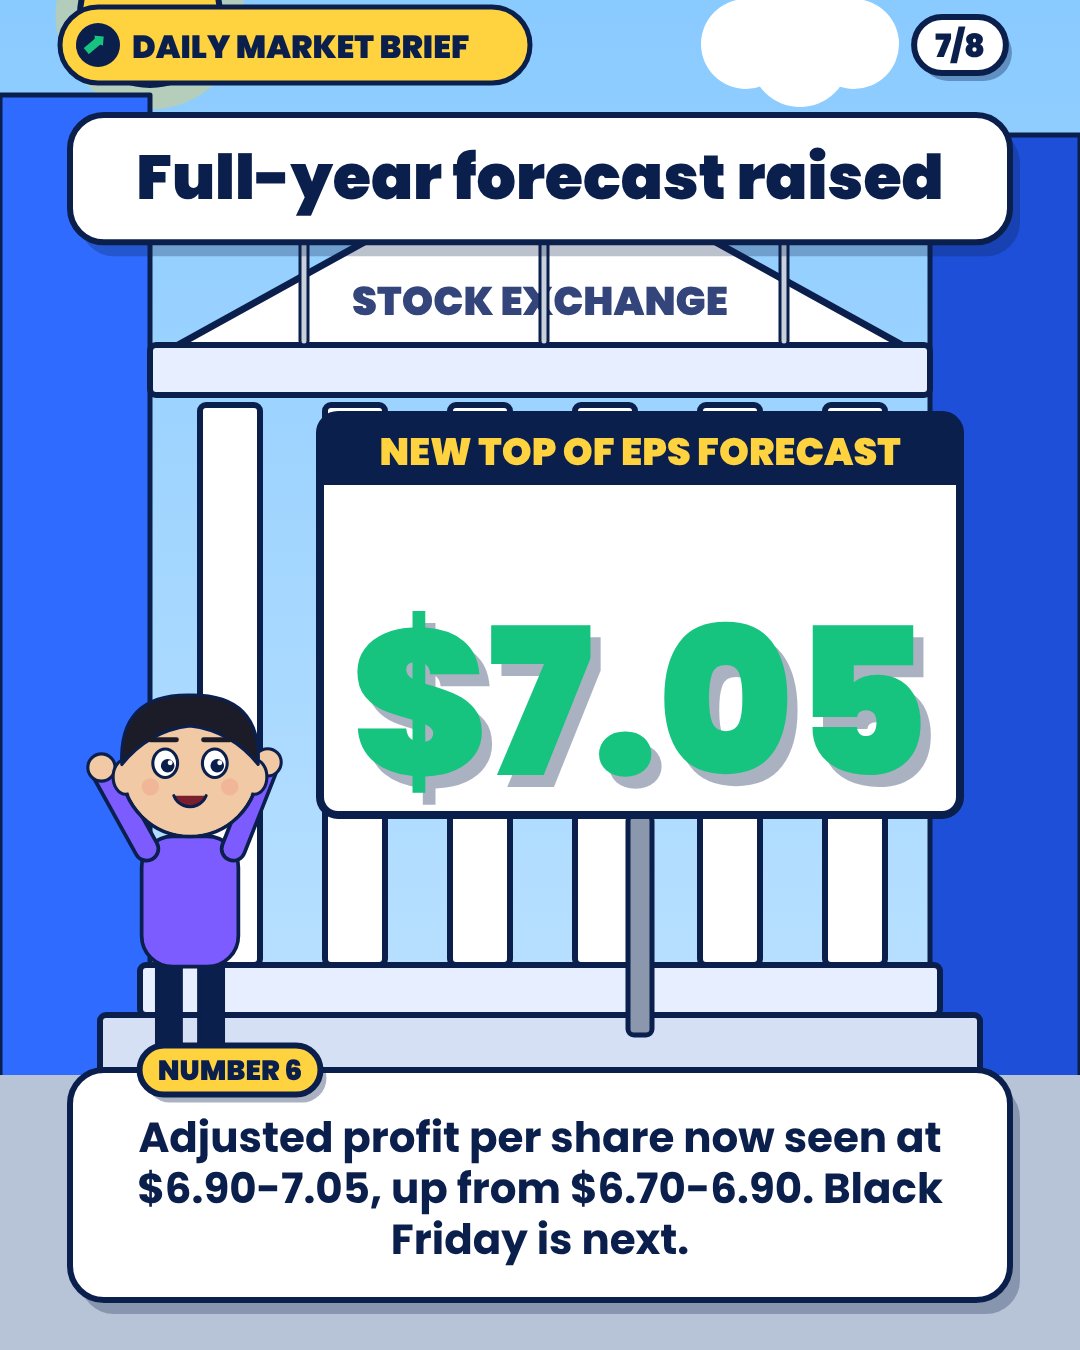 DAILY MARKET BRIEF
7/8
Full-year forecast raised
STOCK EXCHANGE
NEW TOP OF EPS FORECAST
$7.05
NUMBER 6
Adjusted profit per share now seen at
$6.90-7.05, up from $6.70-6.90. Black
Friday is next.